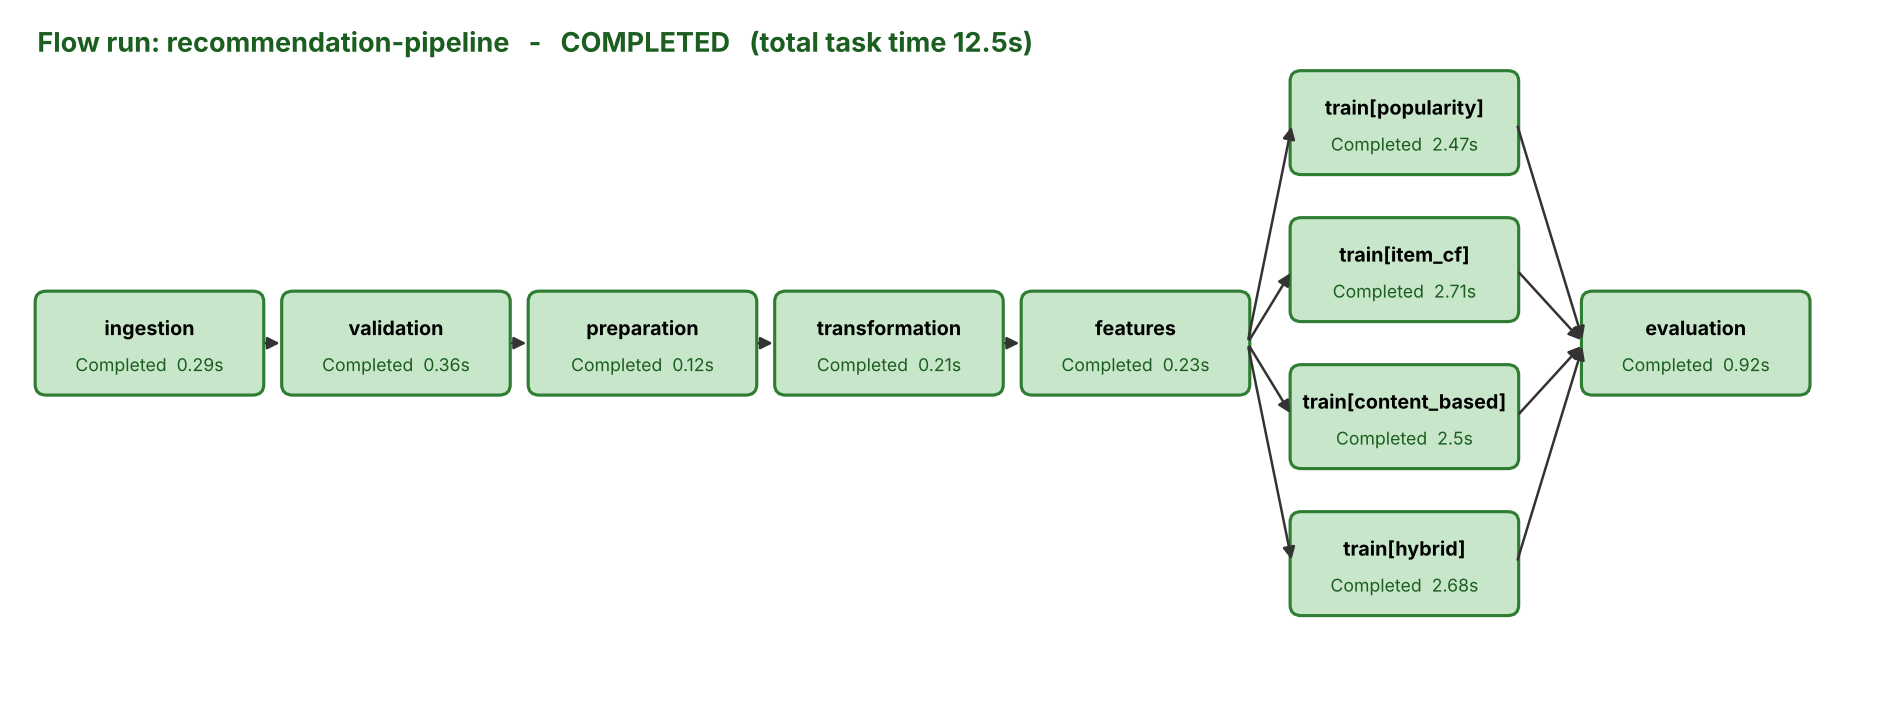 Flow run: recommendation-pipeline - COMPLETED (total task time 12.5s)
ingestion
Completed 0.29s
validation
Completed 0.36s
preparation
Completed 0.12s
transformation
Completed 0.21s
features
Completed 0.23s
train[popularity]
Completed 2.47s
train[item_cf]
Completed 2.71s
train[content_based]
Completed 2.5s
train[hybrid]
Completed 2.68s
evaluation
Completed 0.92s